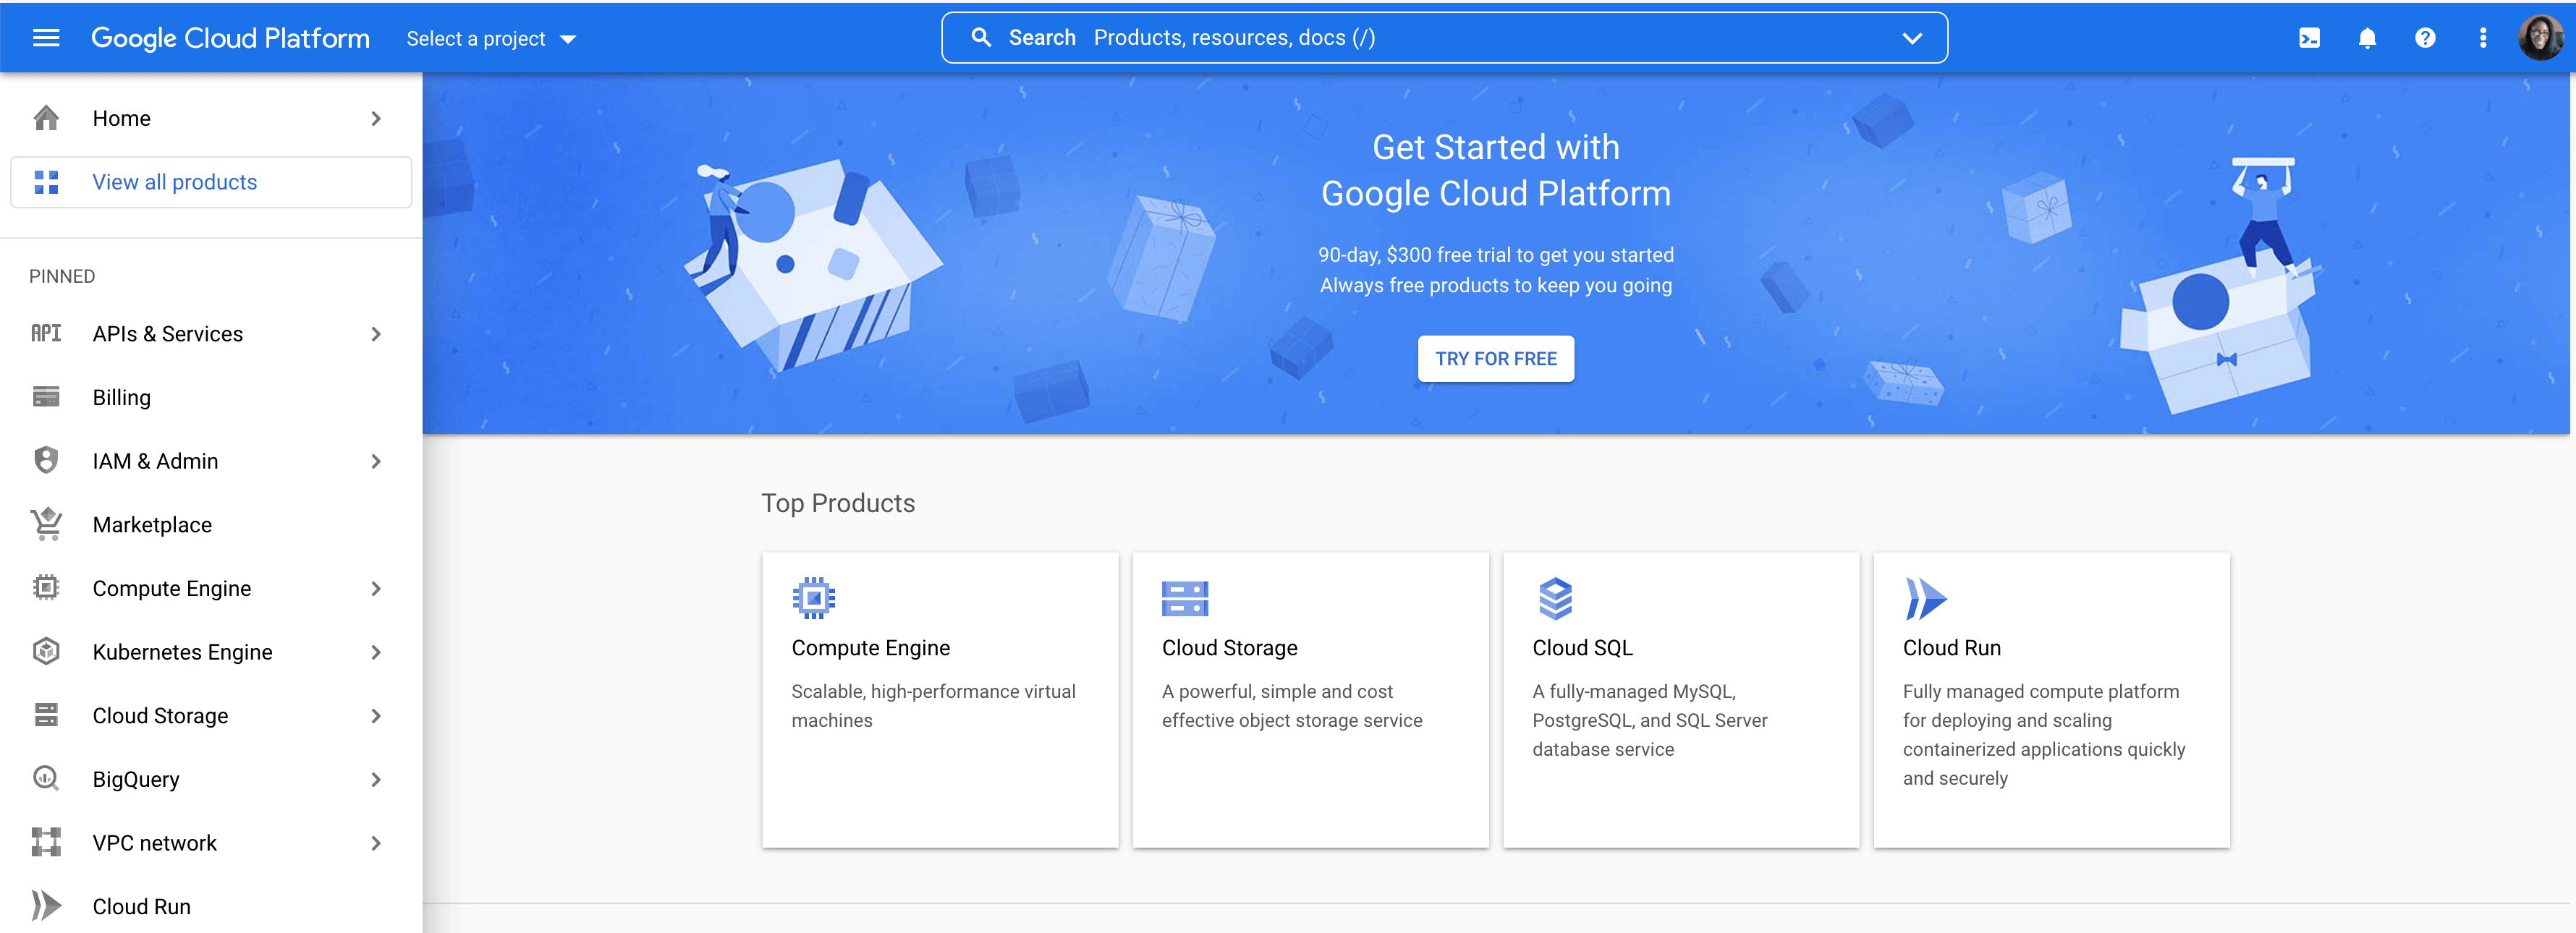 Google Cloud Platform
Select a project
Search Products, resources, docs (/)
Home
View all products
PINNED
API APIs & Services
Billing
IAM & Admin
Marketplace
Compute Engine
Kubernetes Engine
Cloud Storage
BigQuery
VPC network
Cloud Run
Get Started with
Google Cloud Platform
90-day, $300 free trial to get you started
Always free products to keep you going
TRY FOR FREE
Top Products
Compute Engine
Scalable, high-performance virtual
machines
Cloud Storage
A powerful, simple and cost
effective object storage service
Cloud SQL
A fully-managed MySQL,
PostgreSQL, and SQL Server
database service
Cloud Run
Fully managed compute platform
for deploying and scaling
containerized applications quickly
and securely